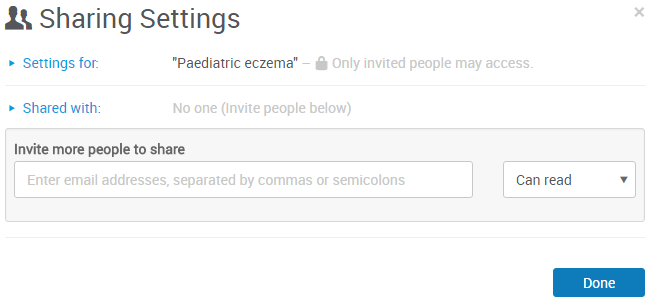 Sharing Settings
×
Settings for: "Paediatric eczema" – Only invited people may access.
Shared with: No one (Invite people below)
Invite more people to share
Enter email addresses, separated by commas or semicolons Can read
Done